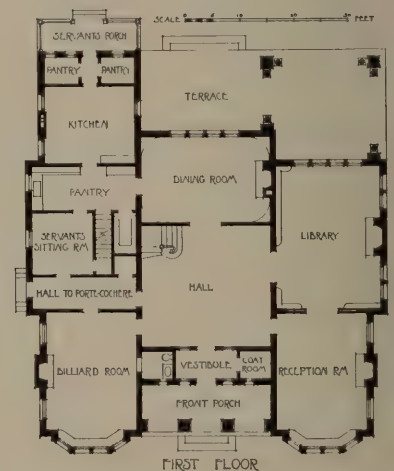 SCALE 0 5 10 20 30 FEET
SERVANTS PORCH
PANTRY PANTRY
TERRACE
KITCHEN
DINING ROOM
PANTRY
SERVANTS
SITTING RM
LIBRARY
HALL TO PORTE-COCHERE
HALL
VESTIBULE
COAT
ROOM
BILLIARD ROOM
RECEPTION RM
FRONT PORCH
FIRST FLOOR